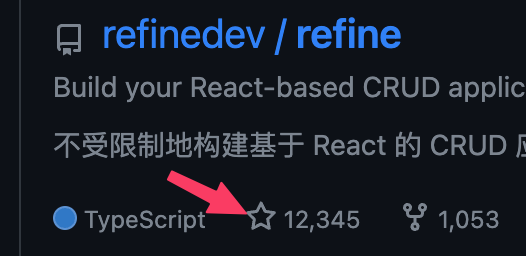 refinedev / refine
Build your React-based CRUD applic
不受限制地构建基于 React 的 CRUD
TypeScript 12,345 1,053